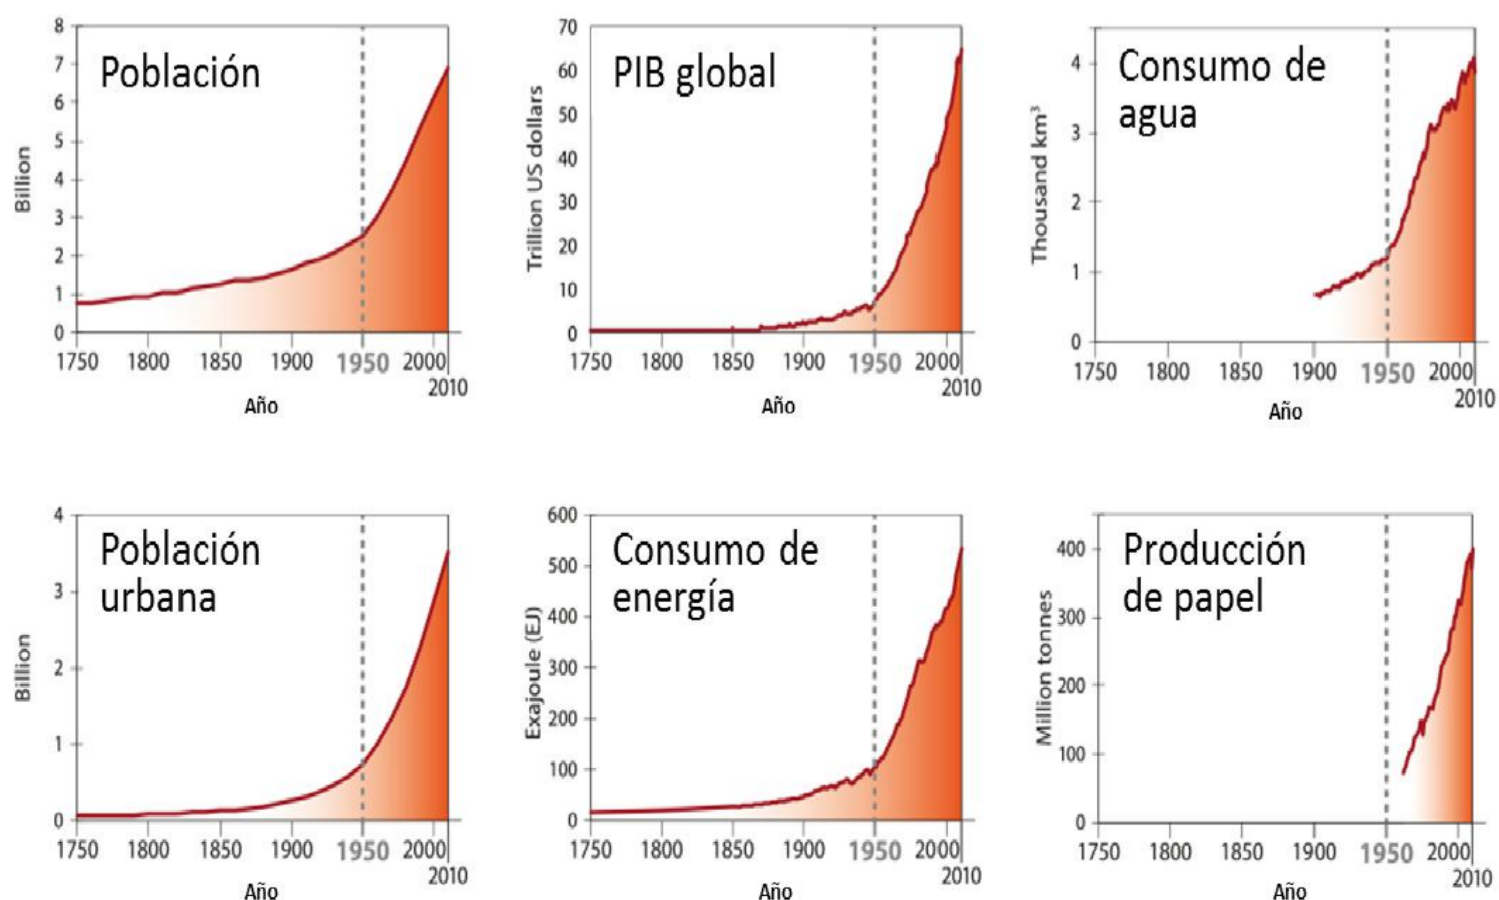 Población
Billion
8
7
6
5
4
3
2
1
0
1750 1800 1850 1900 1950 2000
2010
Año
PIB global
Trillion US dollars
70
60
50
40
30
20
10
0
1750 1800 1850 1900 1950 2000
2010
Año
Consumo de
agua
Thousand km³
4
3
2
1
0
1750 1800 1850 1900 1950 2000
2010
Año
Población
urbana
Billion
4
3
2
1
0
1750 1800 1850 1900 1950 2000
2010
Año
Consumo de
energía
Exajoule (EJ)
600
500
400
300
200
100
0
1750 1800 1850 1900 1950 2000
2010
Año
Producción
de papel
Million tonnes
400
300
200
100
0
1750 1800 1850 1900 1950 2000
2010
Año